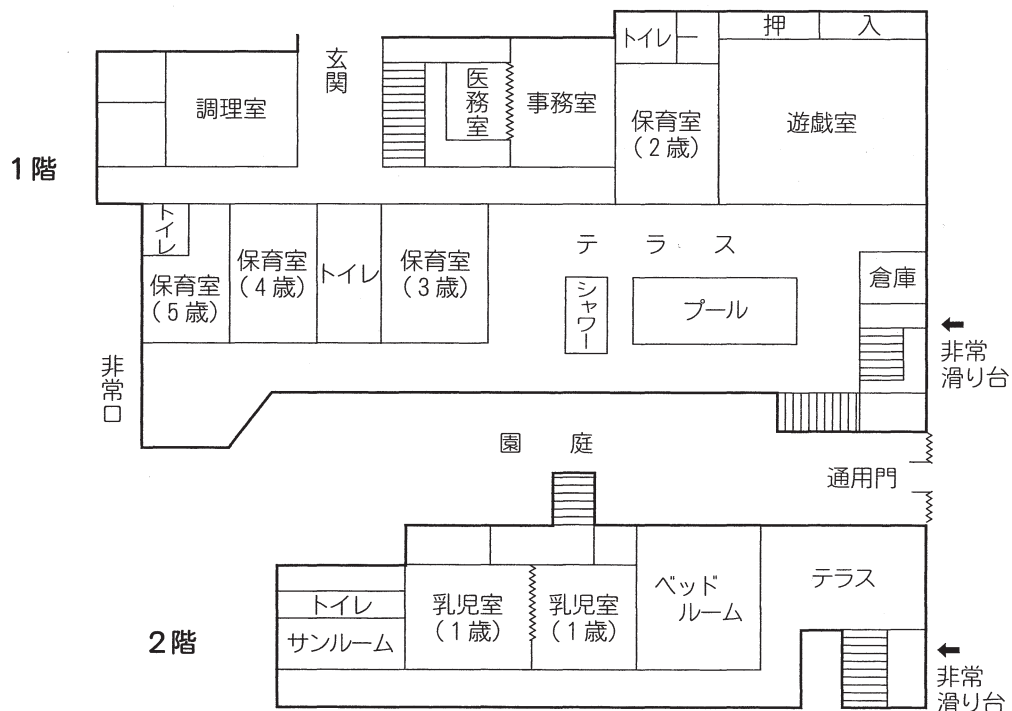 1階
玄関
調理室
医務室
事務室
トイレ
押入
保育室
(2歳)
遊戯室
トイレ
保育室
(5歳)
保育室
(4歳)
トイレ
保育室
(3歳)
テラス
シャワー
プール
倉庫
非常
滑り台
非常口
園庭
通用門
2階
トイレ
サンルーム
乳児室
(1歳)
乳児室
(1歳)
ベッド
ルーム
テラス
非常
滑り台